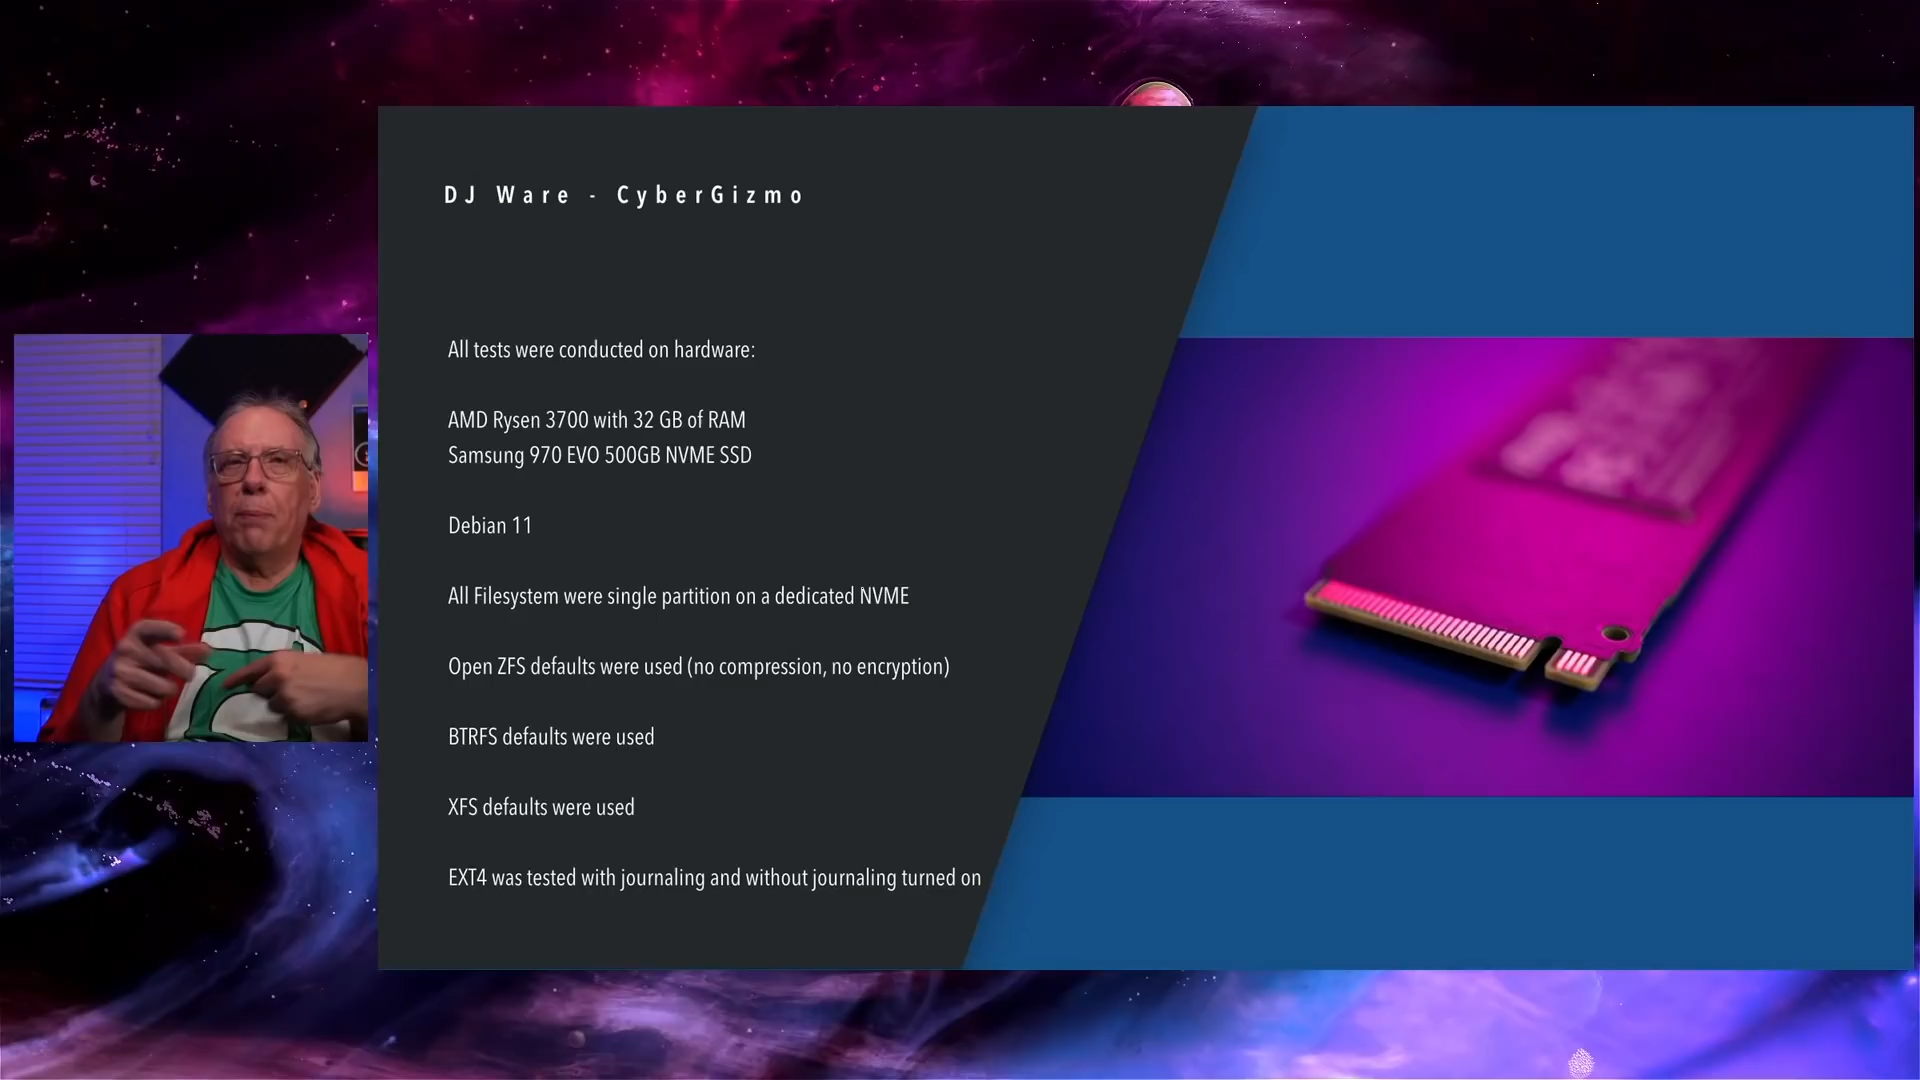 DJ Ware - CyberGizmo
All tests were conducted on hardware:
AMD Rysen 3700 with 32 GB of RAM
Samsung 970 EVO 500GB NVME SSD
Debian 11
All Filesystem were single partition on a dedicated NVME
Open ZFS defaults were used (no compression, no encryption)
BTRFS defaults were used
XFS defaults were used
EXT4 was tested with journaling and without journaling turned on